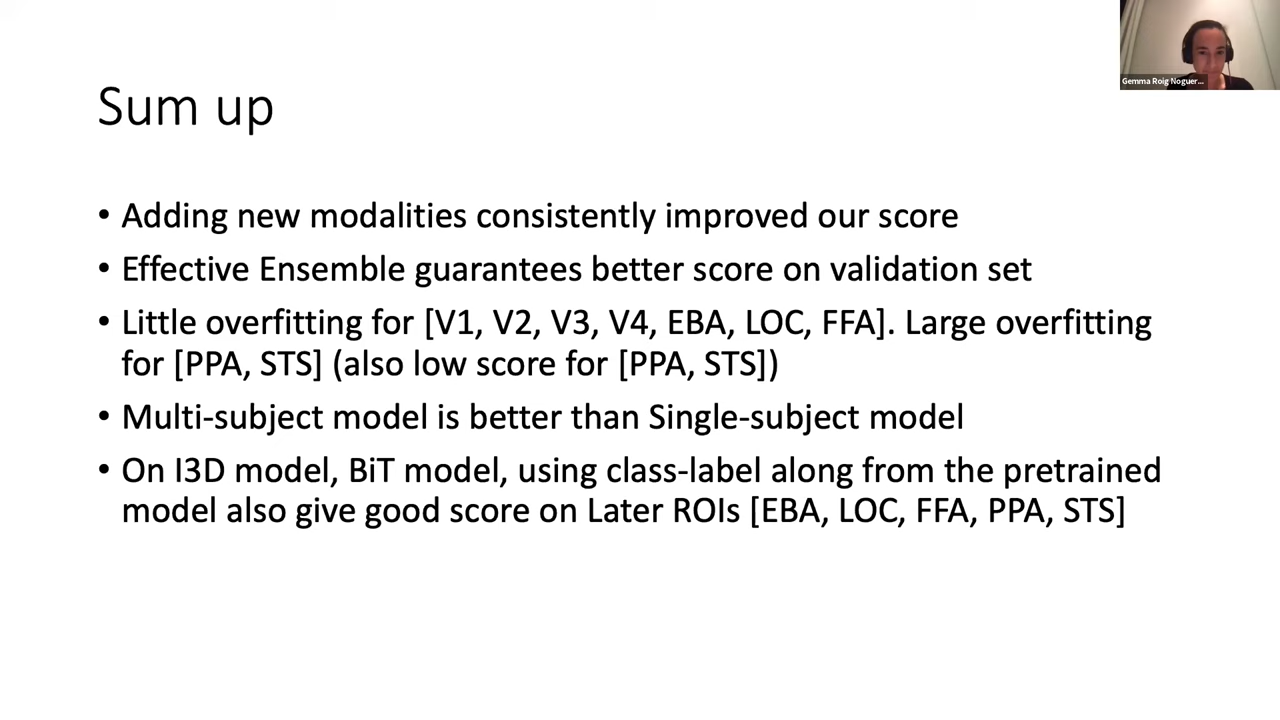 Gemma Roig Noguer...
Sum up
• Adding new modalities consistently improved our score
• Effective Ensemble guarantees better score on validation set
• Little overfitting for [V1, V2, V3, V4, EBA, LOC, FFA]. Large overfitting
for [PPA, STS] (also low score for [PPA, STS])
• Multi-subject model is better than Single-subject model
• On I3D model, BiT model, using class-label along from the pretrained
model also give good score on Later ROIs [EBA, LOC, FFA, PPA, STS]